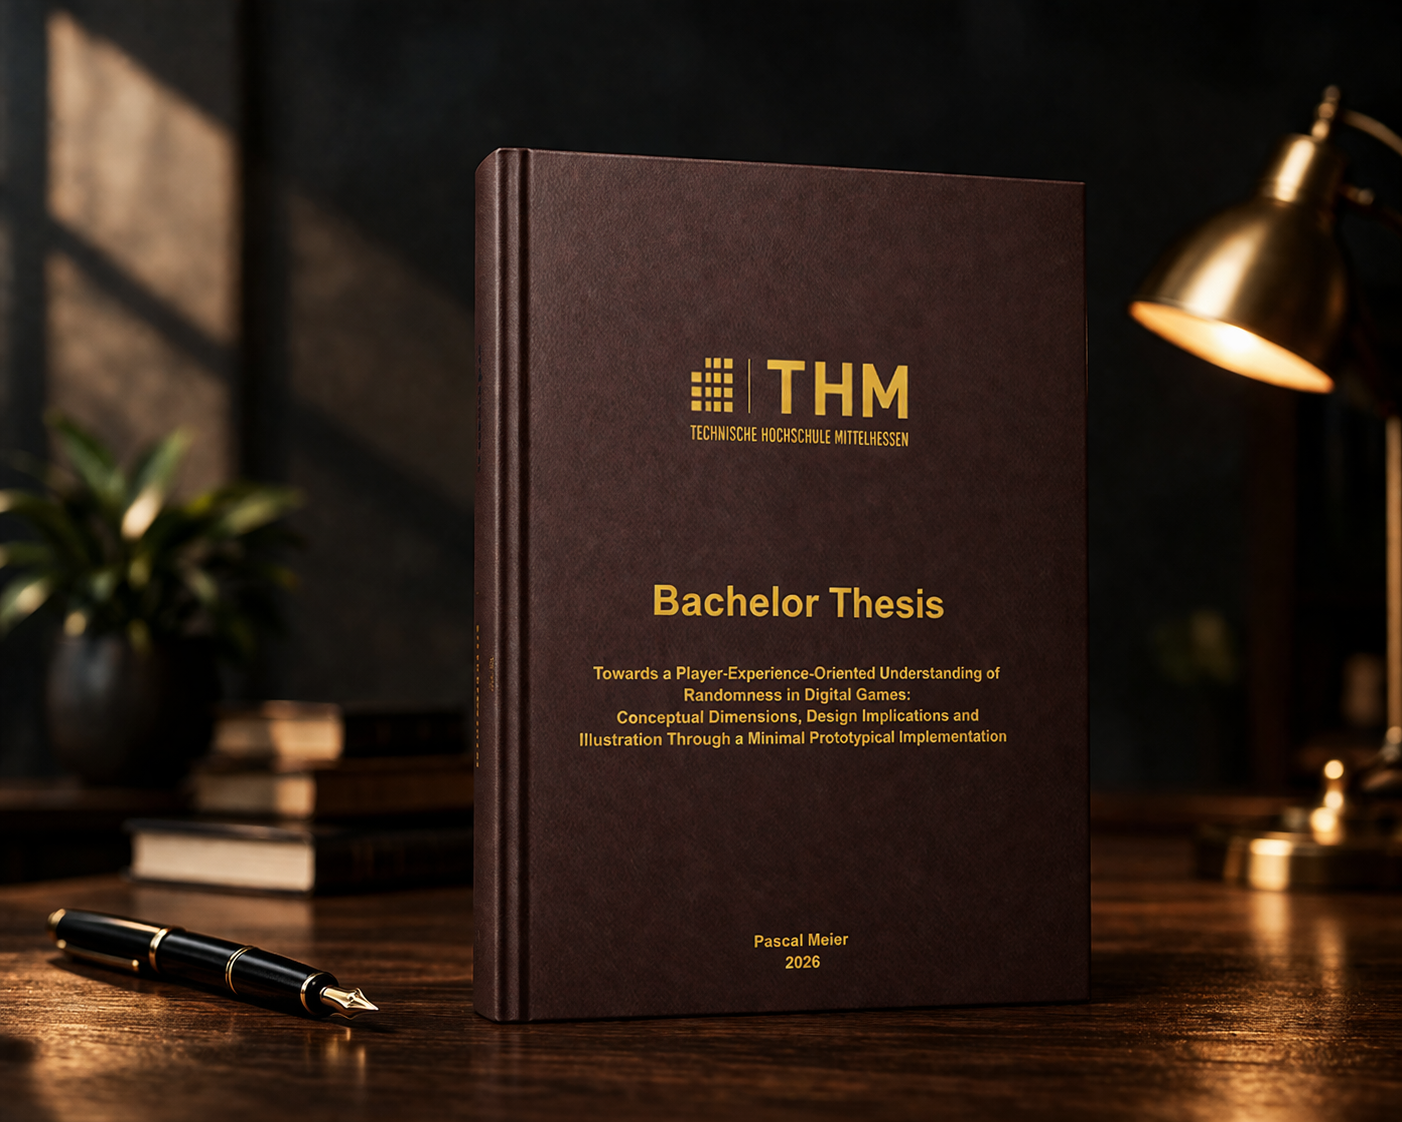 THM
TECHNISCHE HOCHSCHULE MITTELHESSEN
Bachelor Thesis
Towards a Player-Experience-Oriented Understanding of
Randomness in Digital Games:
Conceptual Dimensions, Design Implications and
Illustration Through a Minimal Prototypical Implementation
Pascal Meier
2026